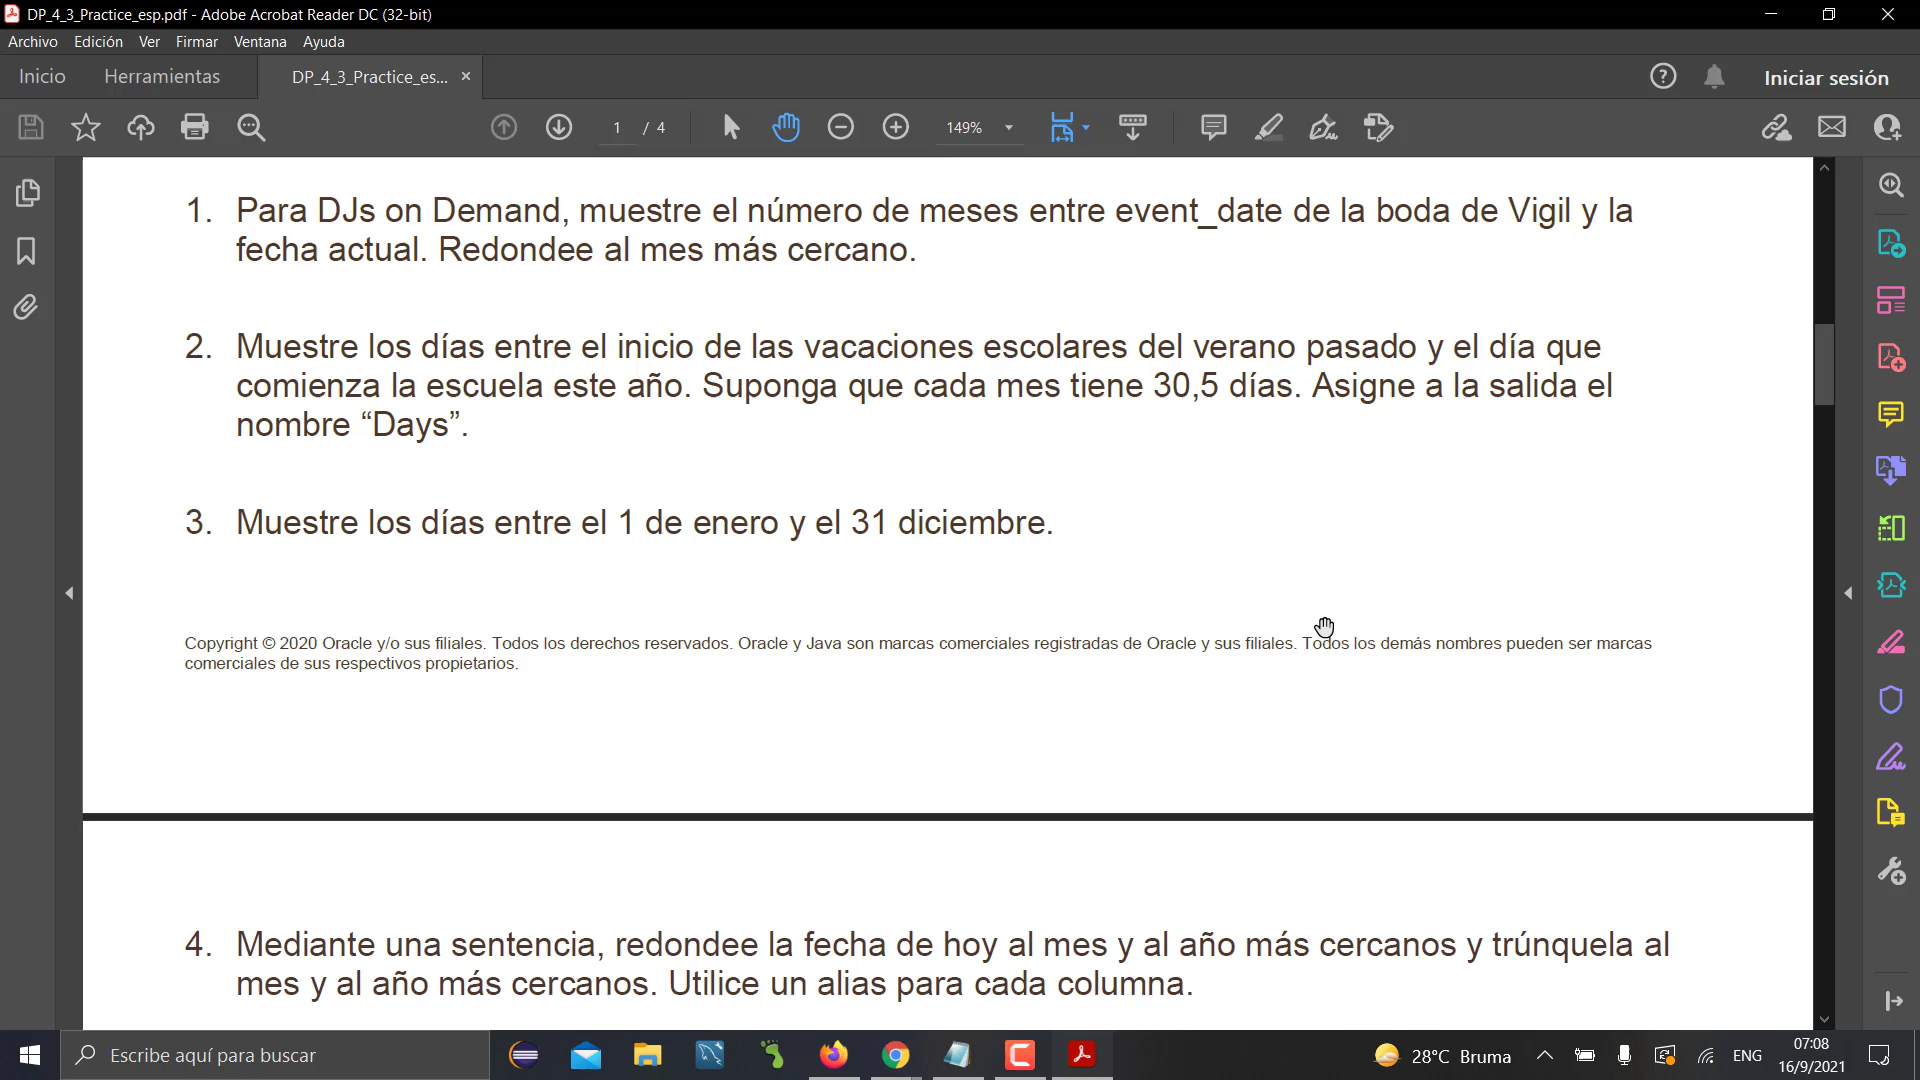 DP_4_3_Practice_esp.pdf - Adobe Acrobat Reader DC (32-bit)
Archivo Edición Ver Firmar Ventana Ayuda
Inicio Herramientas DP_4_3_Practice_es... × Iniciar sesión
1 / 4 149%
1. Para DJs on Demand, muestre el número de meses entre event_date de la boda de Vigil y la
fecha actual. Redondee al mes más cercano.
2. Muestre los días entre el inicio de las vacaciones escolares del verano pasado y el día que
comienza la escuela este año. Suponga que cada mes tiene 30,5 días. Asigne a la salida el
nombre “Days”.
3. Muestre los días entre el 1 de enero y el 31 diciembre.
Copyright © 2020 Oracle y/o sus filiales. Todos los derechos reservados. Oracle y Java son marcas comerciales registradas de Oracle y sus filiales. Todos los demás nombres pueden ser marcas
comerciales de sus respectivos propietarios.
4. Mediante una sentencia, redondee la fecha de hoy al mes y al año más cercanos y trúnquela al
mes y al año más cercanos. Utilice un alias para cada columna.
Escribe aquí para buscar 28°C Bruma ENG 07:08
16/9/2021